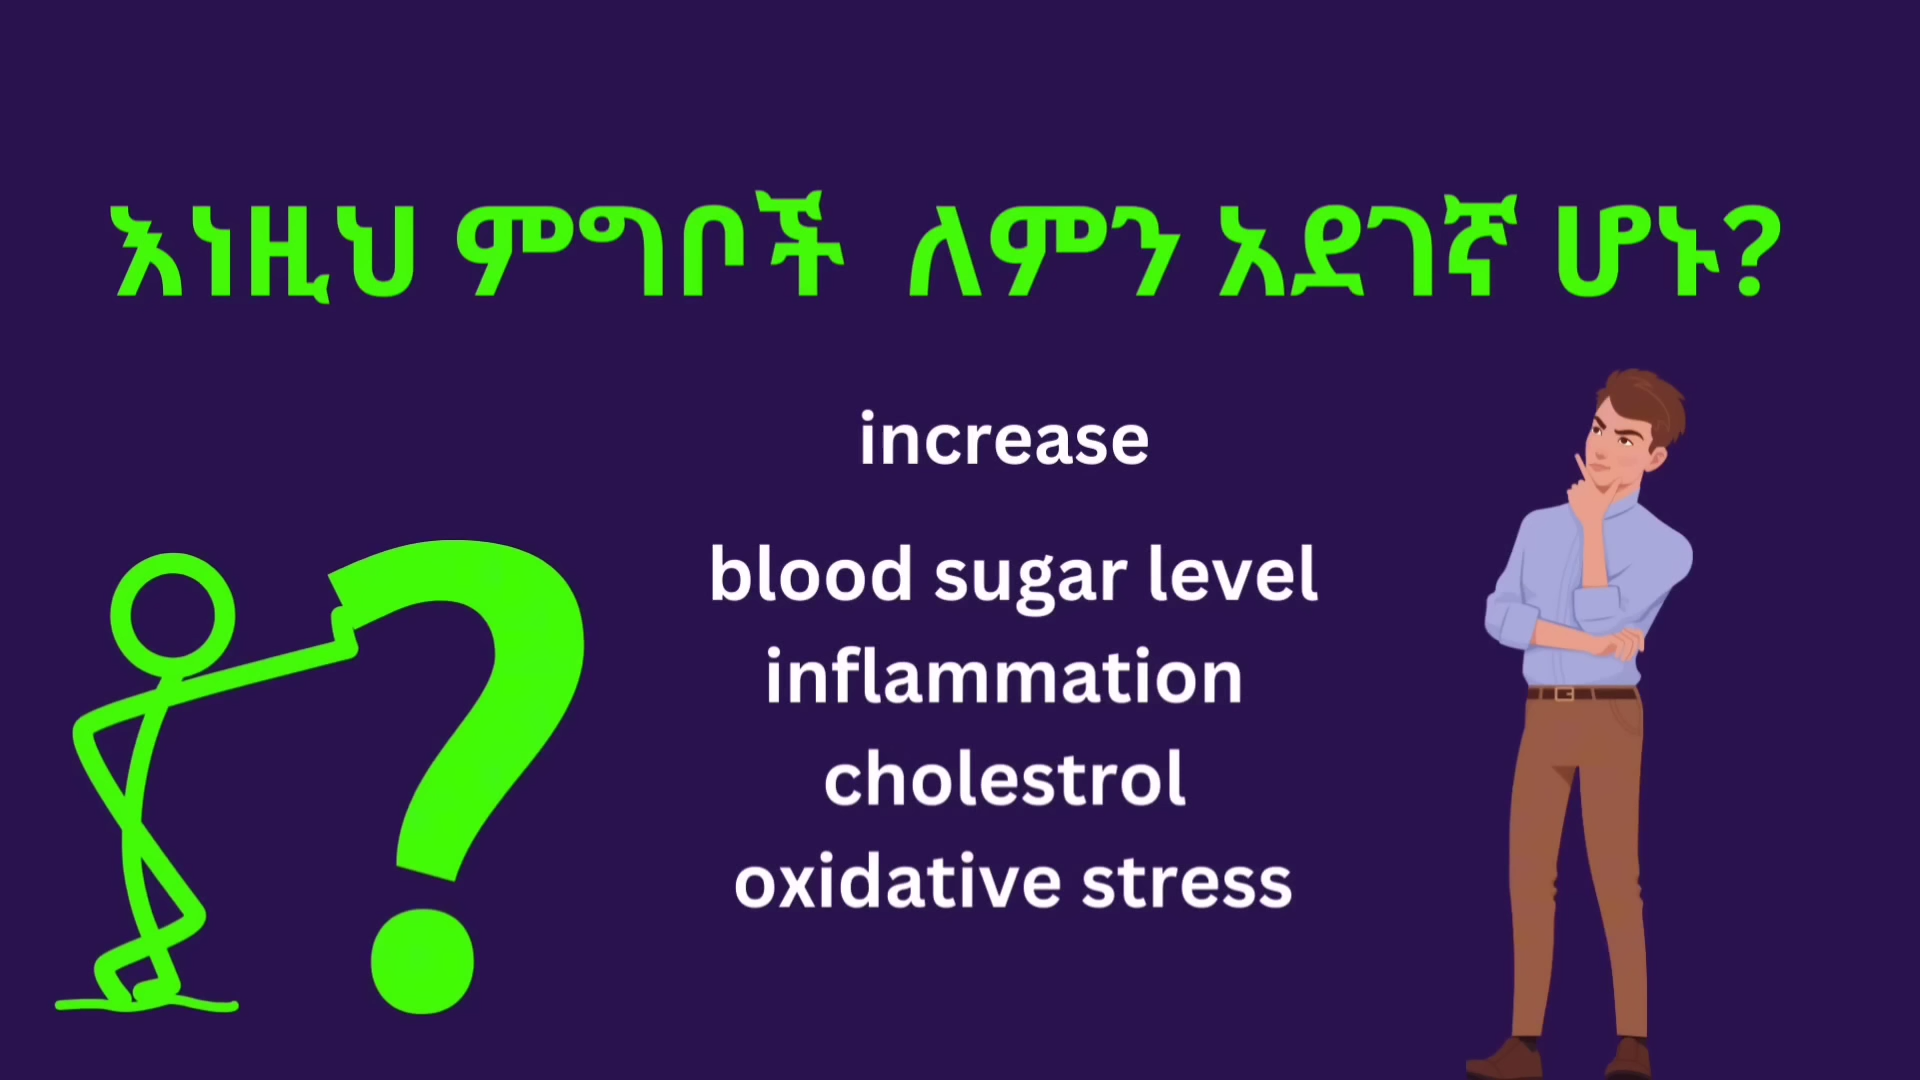 እነዚህ ምግቦች ለምን አደገኛ ሆኑ?
increase
blood sugar level
inflammation
cholestrol
oxidative stress